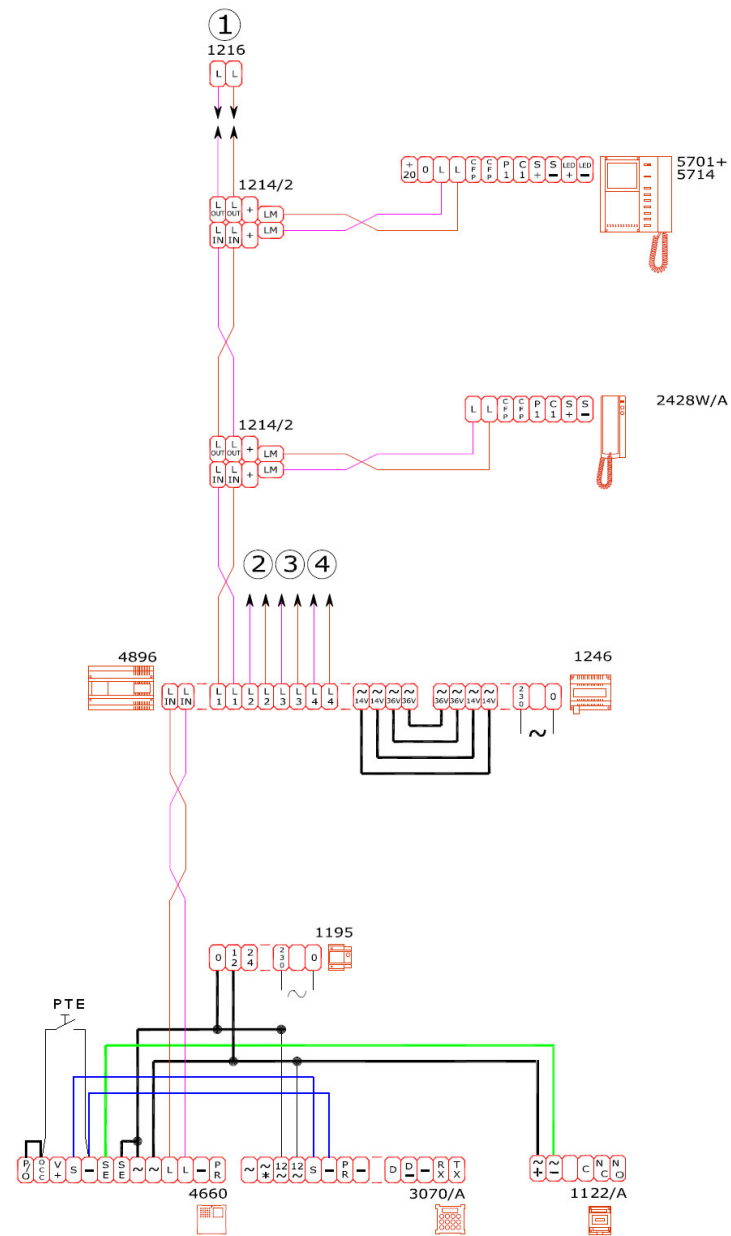 1
1216
L L
5701+
5714
+20 0 L L CFP CFP P1 C1 S+ S− LED+ LED−
1214/2
L OUT L OUT + LM
L IN L IN + LM
2428W/A
L L CFP CFP P1 C1 S+ S−
1214/2
L OUT L OUT + LM
L IN L IN + LM
2 3 4
4896
1246
L IN L IN L1 L1 L2 L2 L3 L3 L4 L4 ~14V ~14V ~36V ~36V ~36V ~36V ~14V ~14V 230 0
~
1195
0 12 24 230 0
~
PTE
P/O OCC V+ S − SE SE ~ ~ L L − PR
~ ~* 12~ 12~ S − PR − D D− − RX TX
~+ ~− C NC NO
4660
3070/A
1122/A